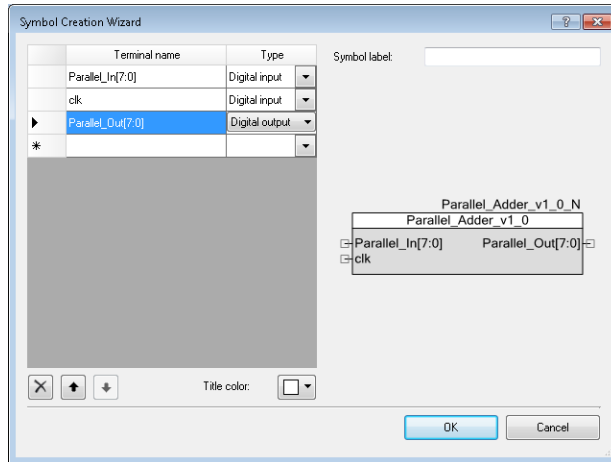 Symbol Creation Wizard
Terminal name Type
Parallel_In[7:0] Digital input
clk Digital input
Parallel_Out[7:0] Digital output
Symbol label:
Parallel_Adder_v1_0_N
Parallel_Adder_v1_0
Parallel_In[7:0] Parallel_Out[7:0]
clk
Title color:
OK Cancel